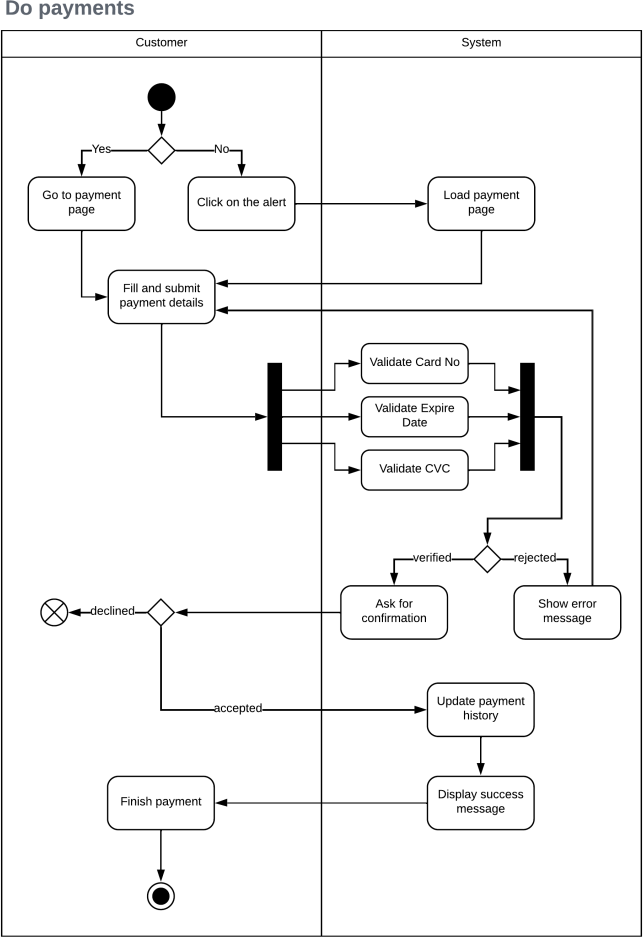 Do payments
Customer
System
Yes
No
Go to payment
page
Click on the alert
Load payment
page
Fill and submit
payment details
Validate Card No
Validate Expire
Date
Validate CVC
verified
rejected
Ask for
confirmation
Show error
message
declined
accepted
Update payment
history
Display success
message
Finish payment